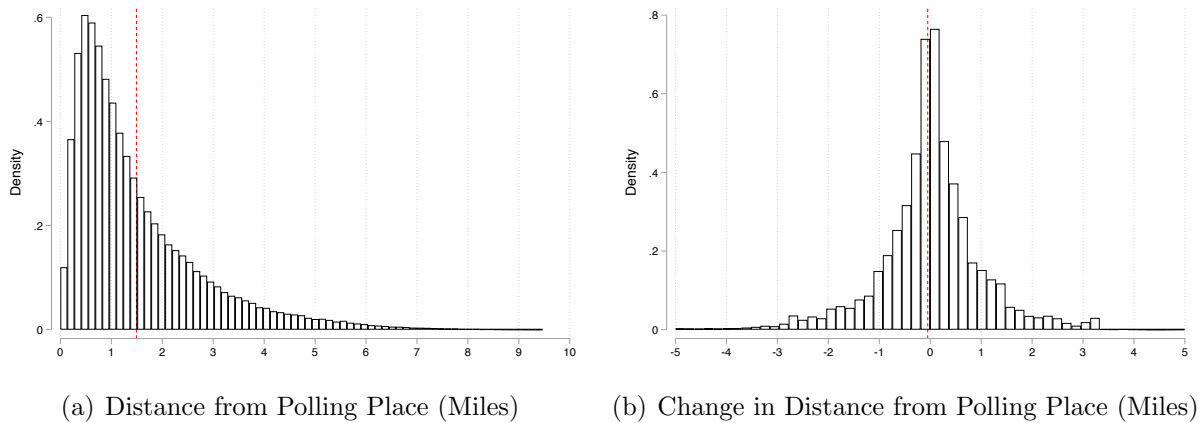 .6
.4
.2
0
Density
0 1 2 3 4 5 6 7 8 9 10
(a) Distance from Polling Place (Miles)
.8
.6
.4
.2
0
Density
-5 -4 -3 -2 -1 0 1 2 3 4 5
(b) Change in Distance from Polling Place (Miles)